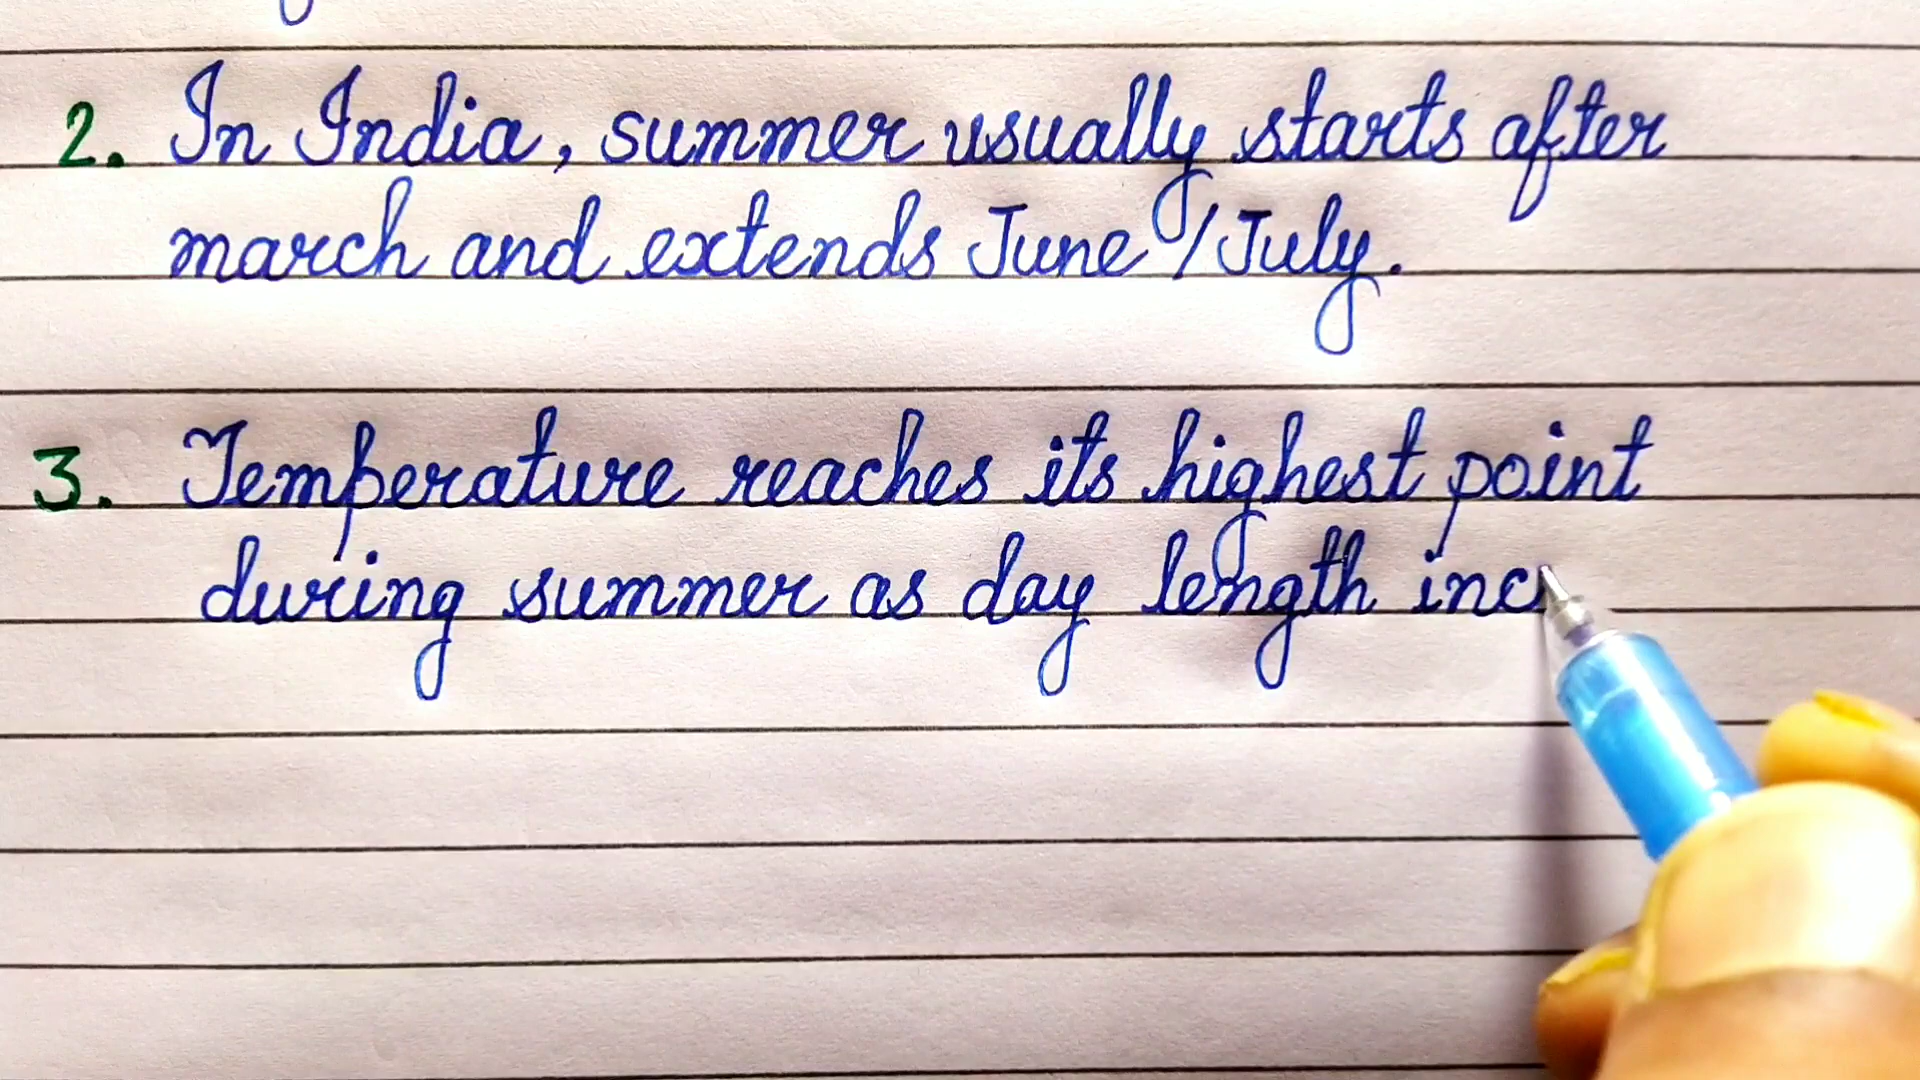 2. In India, summer usually starts after
march and extends June/July.
3. Temperature reaches its highest point
during summer as day length inc